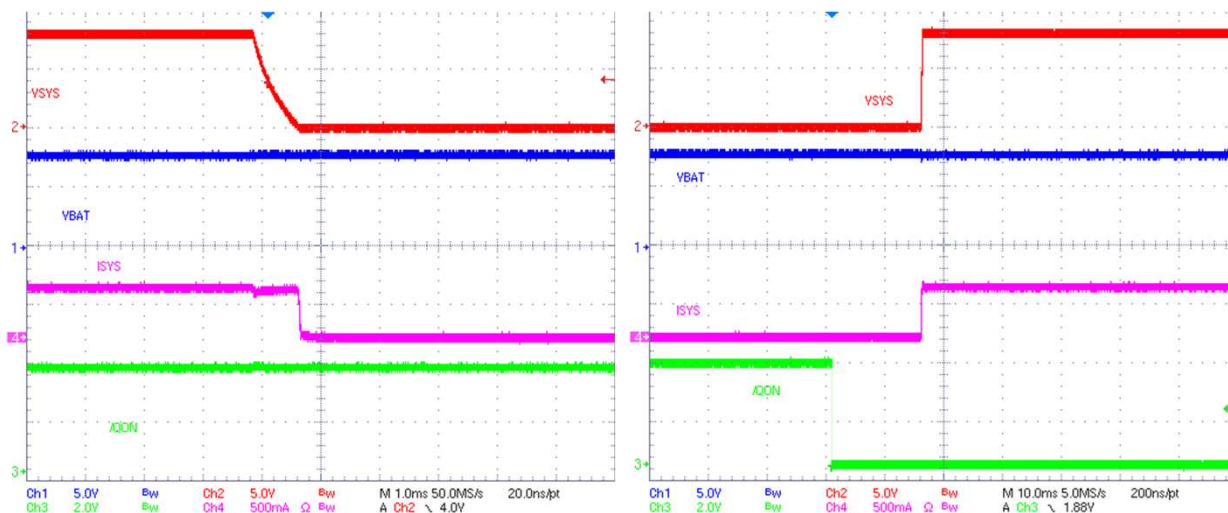 VSYS
2
VBAT
1
ISYS
4
/QON
3
Ch1 5.0V Bw Ch2 5.0V Bw M 1.0ms 50.0MS/s 20.0ns/pt
Ch3 2.0V Bw Ch4 500mA Ω Bw A Ch2 ∖ 4.0V
VSYS
2
VBAT
1
ISYS
4
/QON
3
Ch1 5.0V Bw Ch2 5.0V Bw M 10.0ms 5.0MS/s 200ns/pt
Ch3 2.0V Bw Ch4 500mA Ω Bw A Ch3 ∖ 1.88V